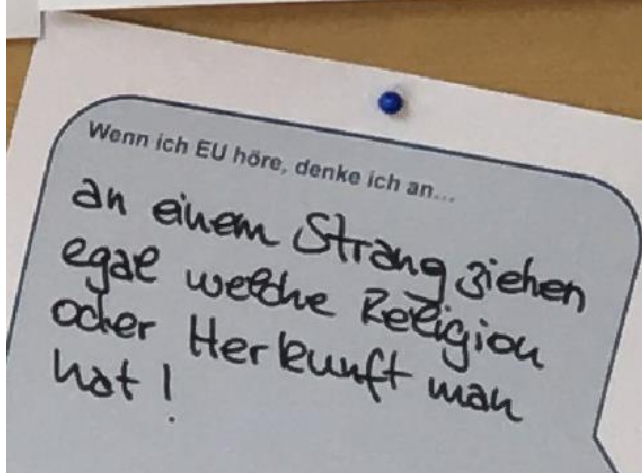 Wenn ich EU höre, denke ich an...
an einem Strang ziehen
egal welche Religion
oder Herkunft man
hat!